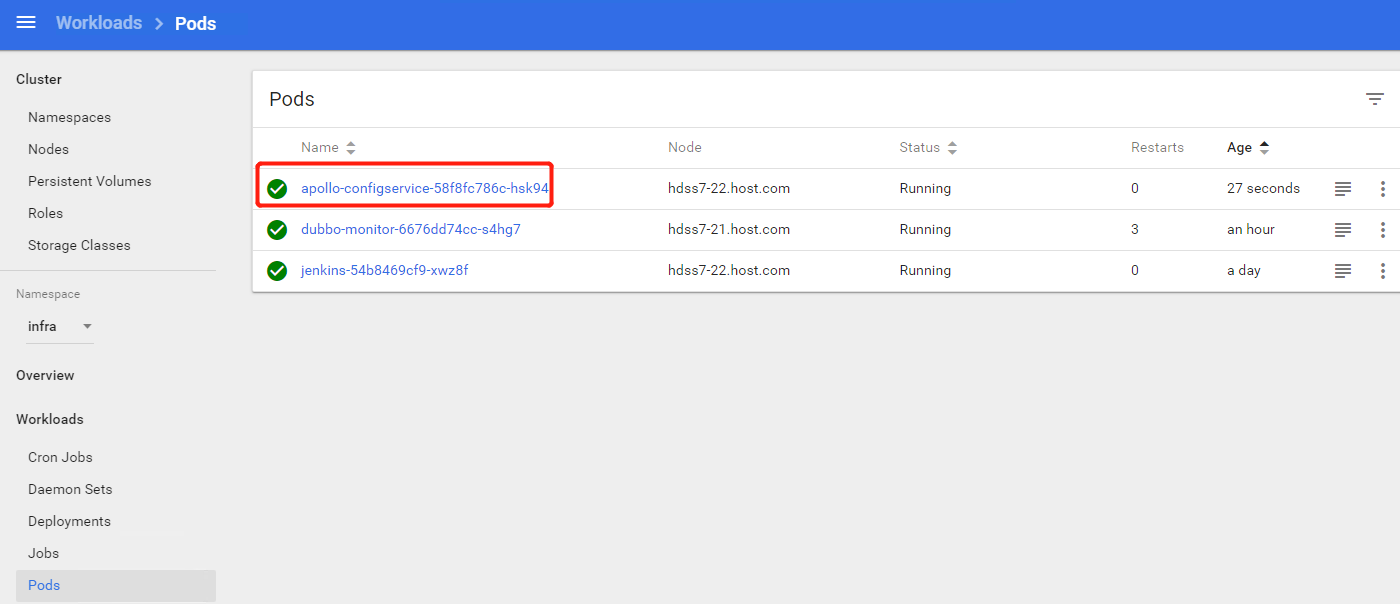 Workloads > Pods
Cluster
Namespaces
Nodes
Persistent Volumes
Roles
Storage Classes
Namespace
infra
Overview
Workloads
Cron Jobs
Daemon Sets
Deployments
Jobs
Pods
Pods
Name Node Status Restarts Age
apollo-configservice-58f8fc786c-hsk94 hdss7-22.host.com Running 0 27 seconds
dubbo-monitor-6676dd74cc-s4hg7 hdss7-21.host.com Running 3 an hour
jenkins-54b8469cf9-xwz8f hdss7-22.host.com Running 0 a day